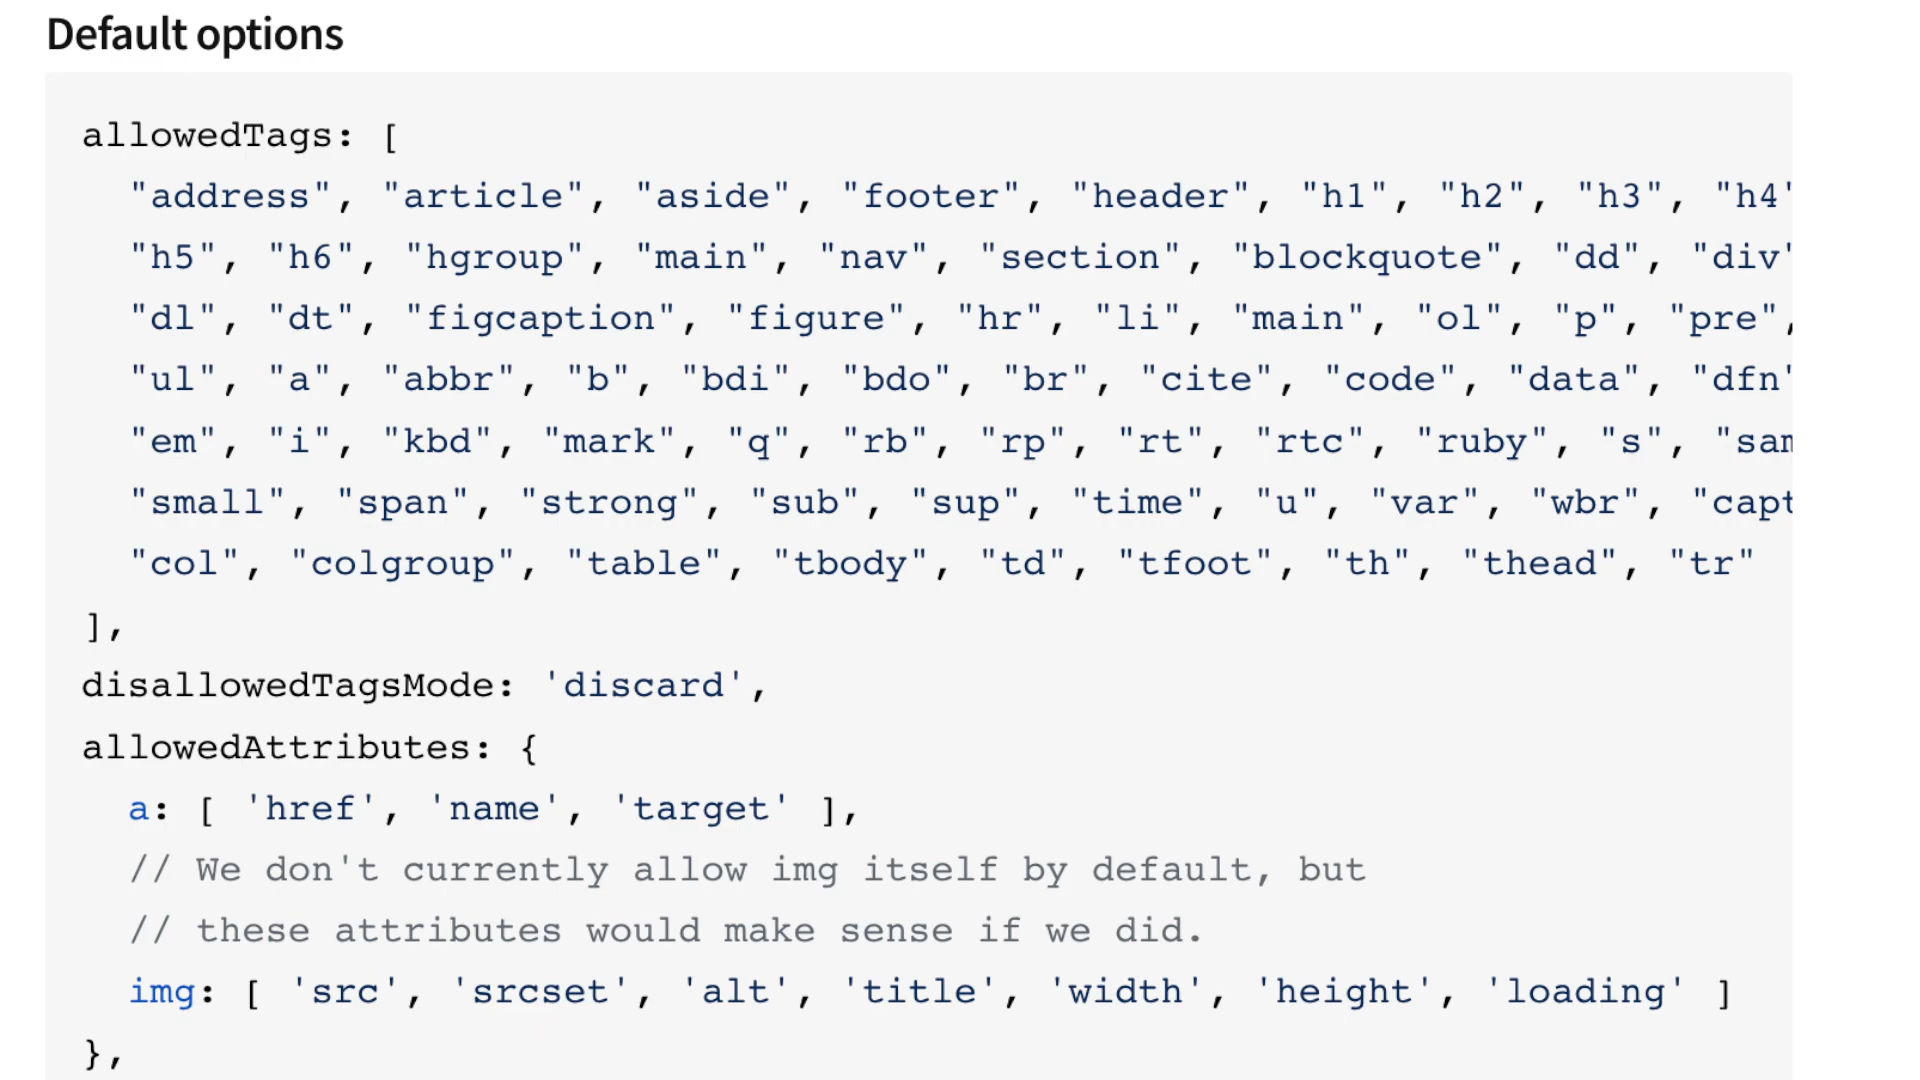 Default options
allowedTags: [
"address", "article", "aside", "footer", "header", "h1", "h2", "h3", "h4"
"h5", "h6", "hgroup", "main", "nav", "section", "blockquote", "dd", "div"
"dl", "dt", "figcaption", "figure", "hr", "li", "main", "ol", "p", "pre",
"ul", "a", "abbr", "b", "bdi", "bdo", "br", "cite", "code", "data", "dfn"
"em", "i", "kbd", "mark", "q", "rb", "rp", "rt", "rtc", "ruby", "s",
"small", "span", "strong", "sub", "sup", "time", "u", "var", "wbr",
"col", "colgroup", "table", "tbody", "td", "tfoot", "th", "thead", "tr"
],
disallowedTagsMode: 'discard',
allowedAttributes: {
a: [ 'href', 'name', 'target' ],
// We don't currently allow img itself by default, but
// these attributes would make sense if we did.
img: [ 'src', 'srcset', 'alt', 'title', 'width', 'height', 'loading' ]
},